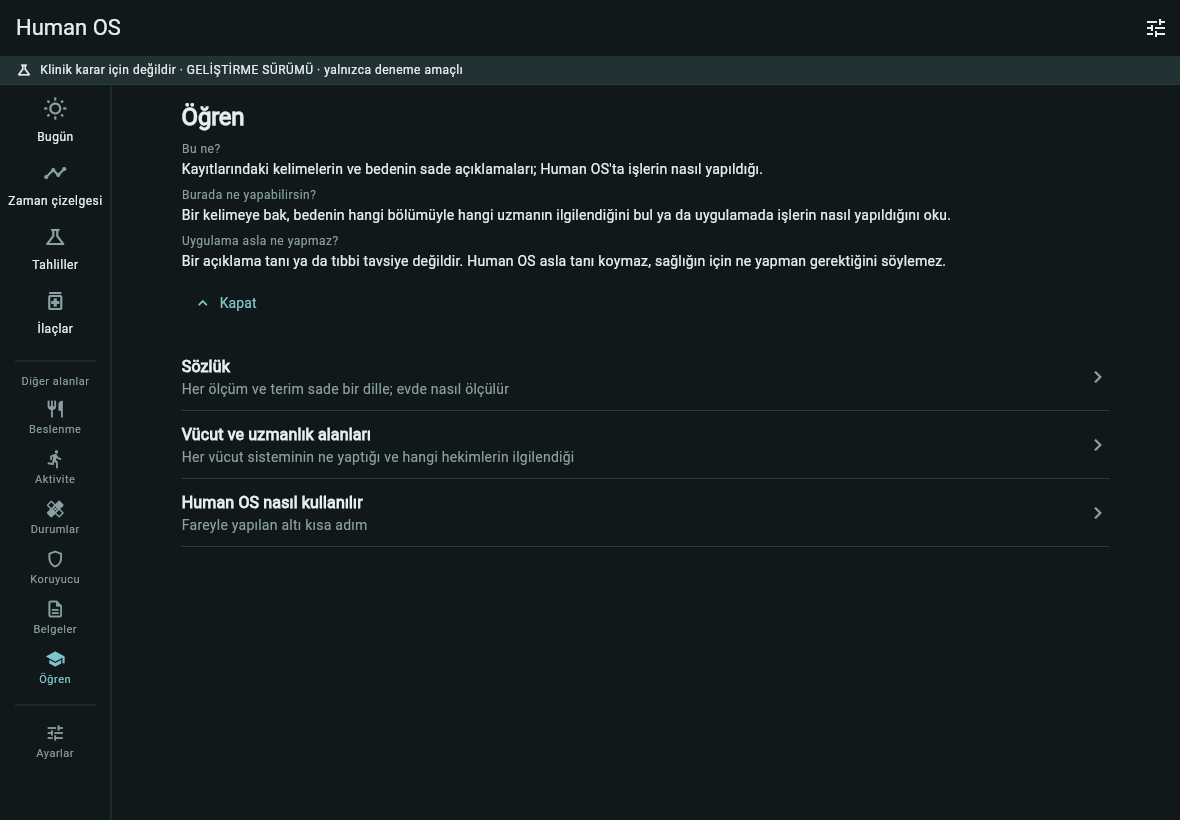 Human OS
Klinik karar için değildir · GELİŞTİRME SÜRÜMÜ · yalnızca deneme amaçlı
Bugün
Zaman çizelgesi
Tahliller
İlaçlar
Diğer alanlar
Beslenme
Aktivite
Durumlar
Koruyucu
Belgeler
Öğren
Ayarlar
Öğren
Bu ne?
Kayıtlarındaki kelimelerin ve bedenin sade açıklamaları; Human OS'ta işlerin nasıl yapıldığı.
Burada ne yapabilirsin?
Bir kelimeye bak, bedenin hangi bölümüyle hangi uzmanın ilgilendiğini bul ya da uygulamada işlerin nasıl yapıldığını oku.
Uygulama asla ne yapmaz?
Bir açıklama tanı ya da tıbbi tavsiye değildir. Human OS asla tanı koymaz, sağlığın için ne yapman gerektiğini söylemez.
Kapat
Sözlük
Her ölçüm ve terim sade bir dille; evde nasıl ölçülür
Vücut ve uzmanlık alanları
Her vücut sisteminin ne yaptığı ve hangi hekimlerin ilgilendiği
Human OS nasıl kullanılır
Fareyle yapılan altı kısa adım